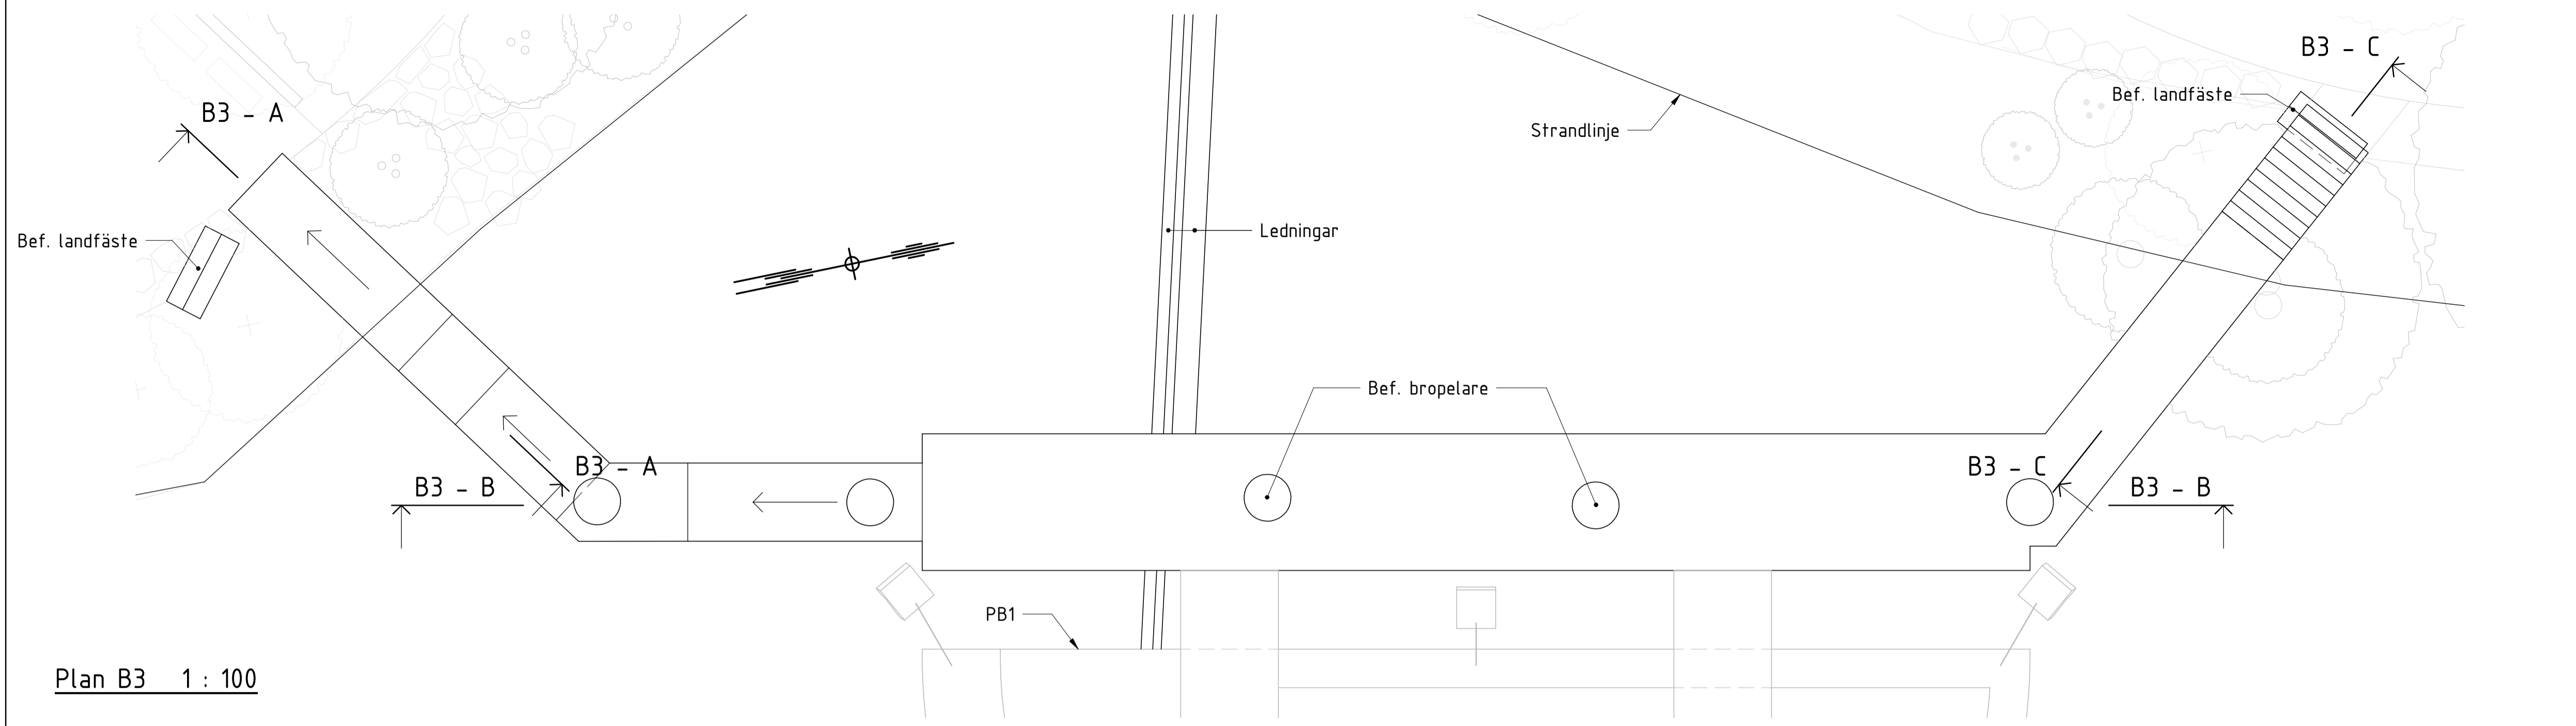 B3 - C
Bef. landfäste
B3 - A
Strandlinje
Bef. landfäste
Ledningar
Bef. bropelare
B3 - A
B3 - C
B3 - B
B3 - B
PB1
Plan B3 1 : 100